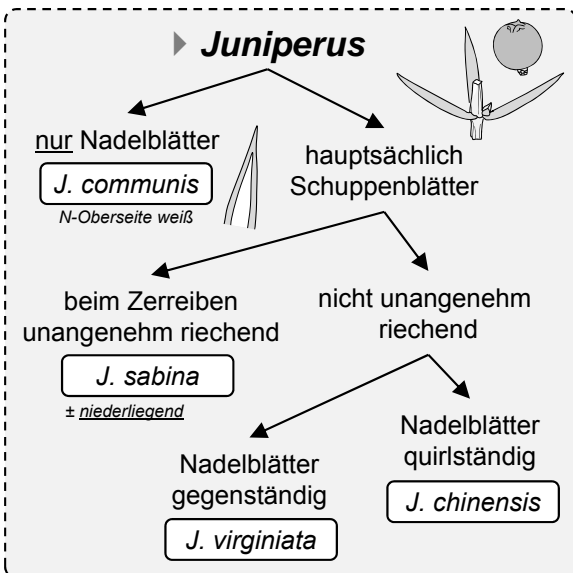 Juniperus
nur Nadelblätter
J. communis
N-Oberseite weiß
hauptsächlich
Schuppenblätter
beim Zerreiben
unangenehm riechend
J. sabina
± niederliegend
nicht unangenehm
riechend
Nadelblätter
gegenständig
J. virginiata
Nadelblätter
quirlständig
J. chinensis